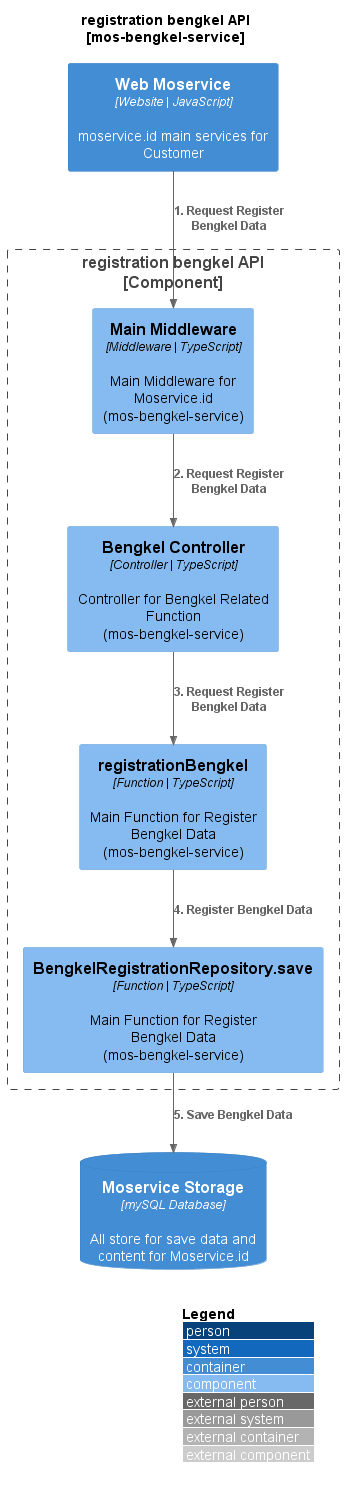 registration bengkel API
[mos-bengkel-service]
Web Moservice
[Website | JavaScript]
moservice.id main services for
Customer
1. Request Register
Bengkel Data
registration bengkel API
[Component]
Main Middleware
[Middleware | TypeScript]
Main Middleware for
Moservice.id
(mos-bengkel-service)
2. Request Register
Bengkel Data
Bengkel Controller
[Controller | TypeScript]
Controller for Bengkel Related
Function
(mos-bengkel-service)
3. Request Register
Bengkel Data
registrationBengkel
[Function | TypeScript]
Main Function for Register
Bengkel Data
(mos-bengkel-service)
4. Register Bengkel Data
BengkelRegistrationRepository.save
[Function | TypeScript]
Main Function for Register
Bengkel Data
(mos-bengkel-service)
5. Save Bengkel Data
Moservice Storage
[mySQL Database]
All store for save data and
content for Moservice.id
Legend
person
system
container
component
external person
external system
external container
external component